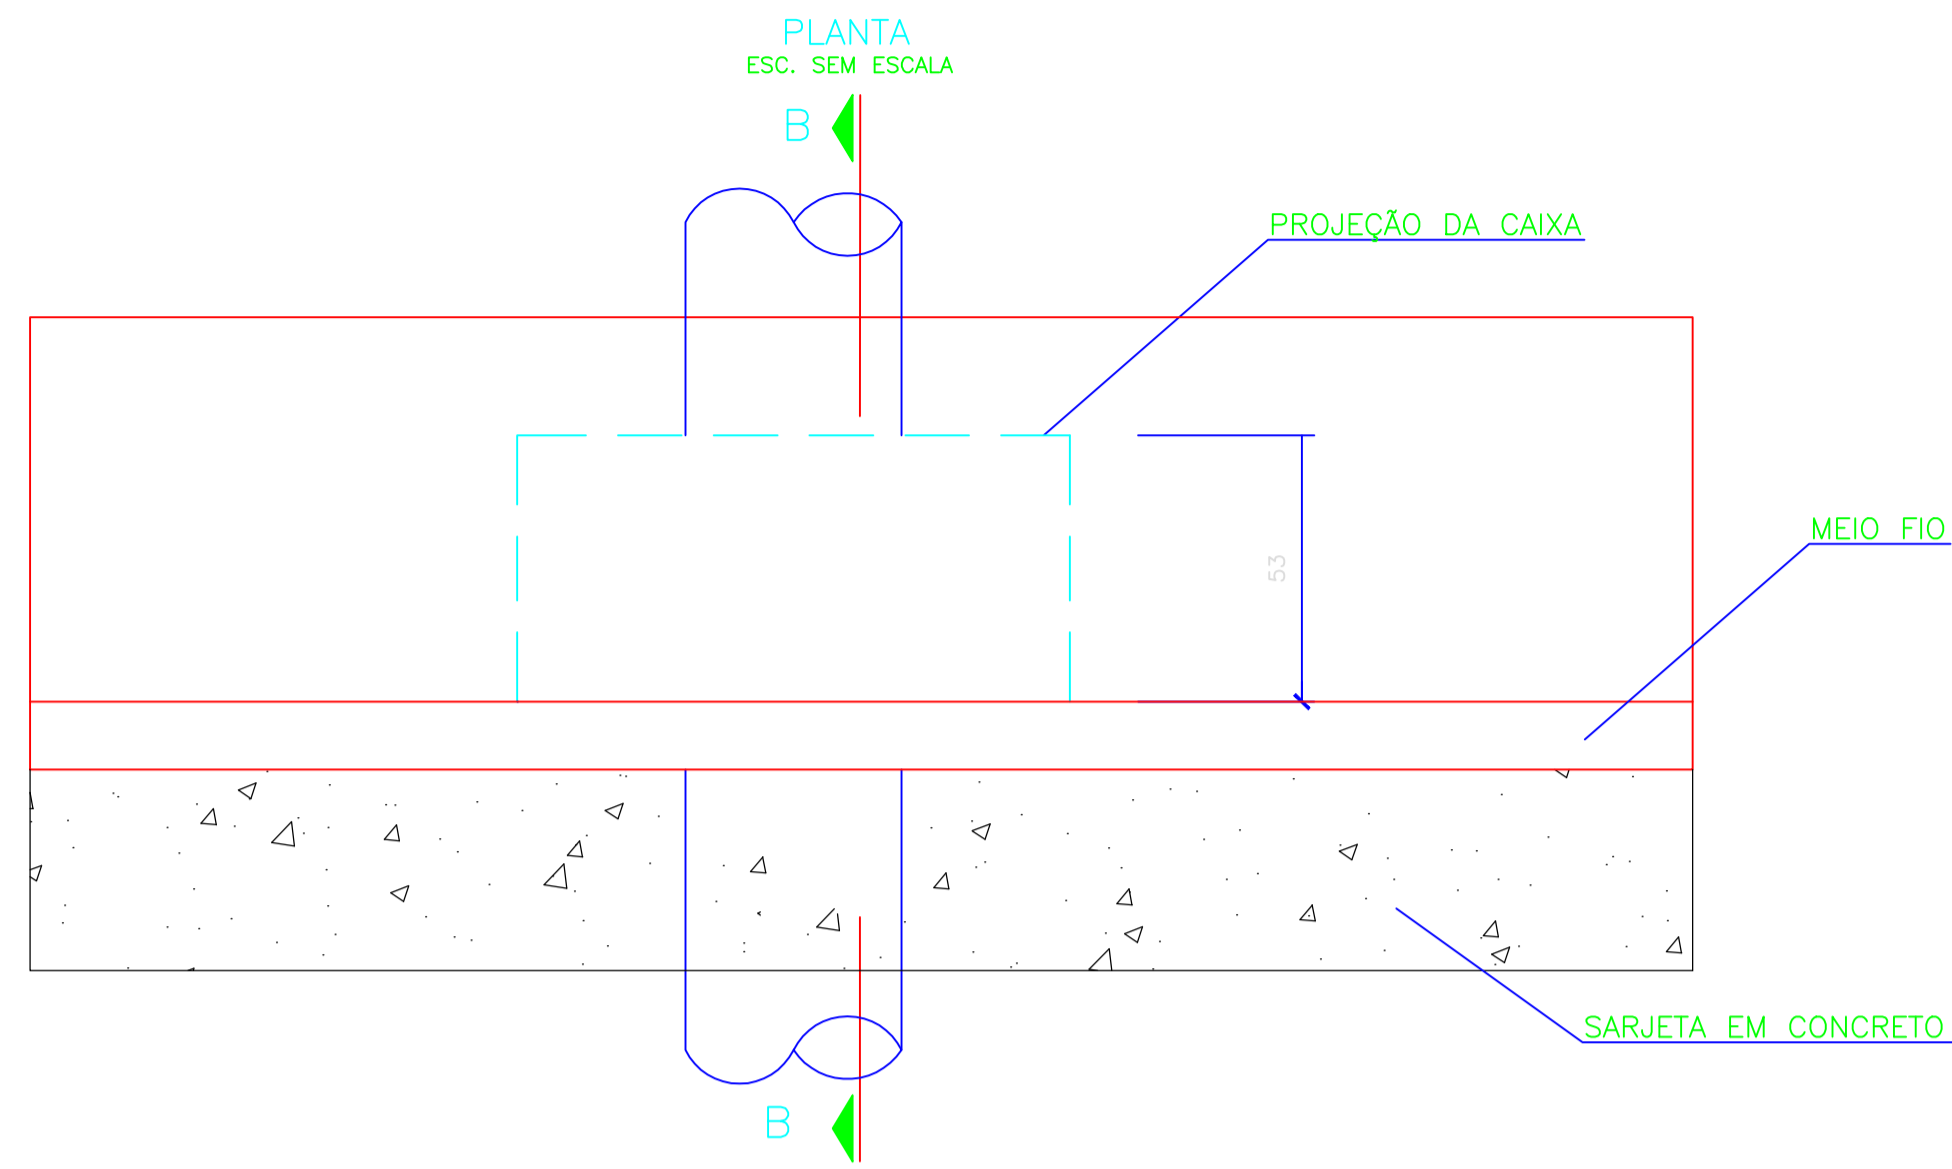 PLANTA
ESC. SEM ESCALA
B
PROJEÇÃO DA CAIXA
MEIO FIO
53
SARJETA EM CONCRETO
B